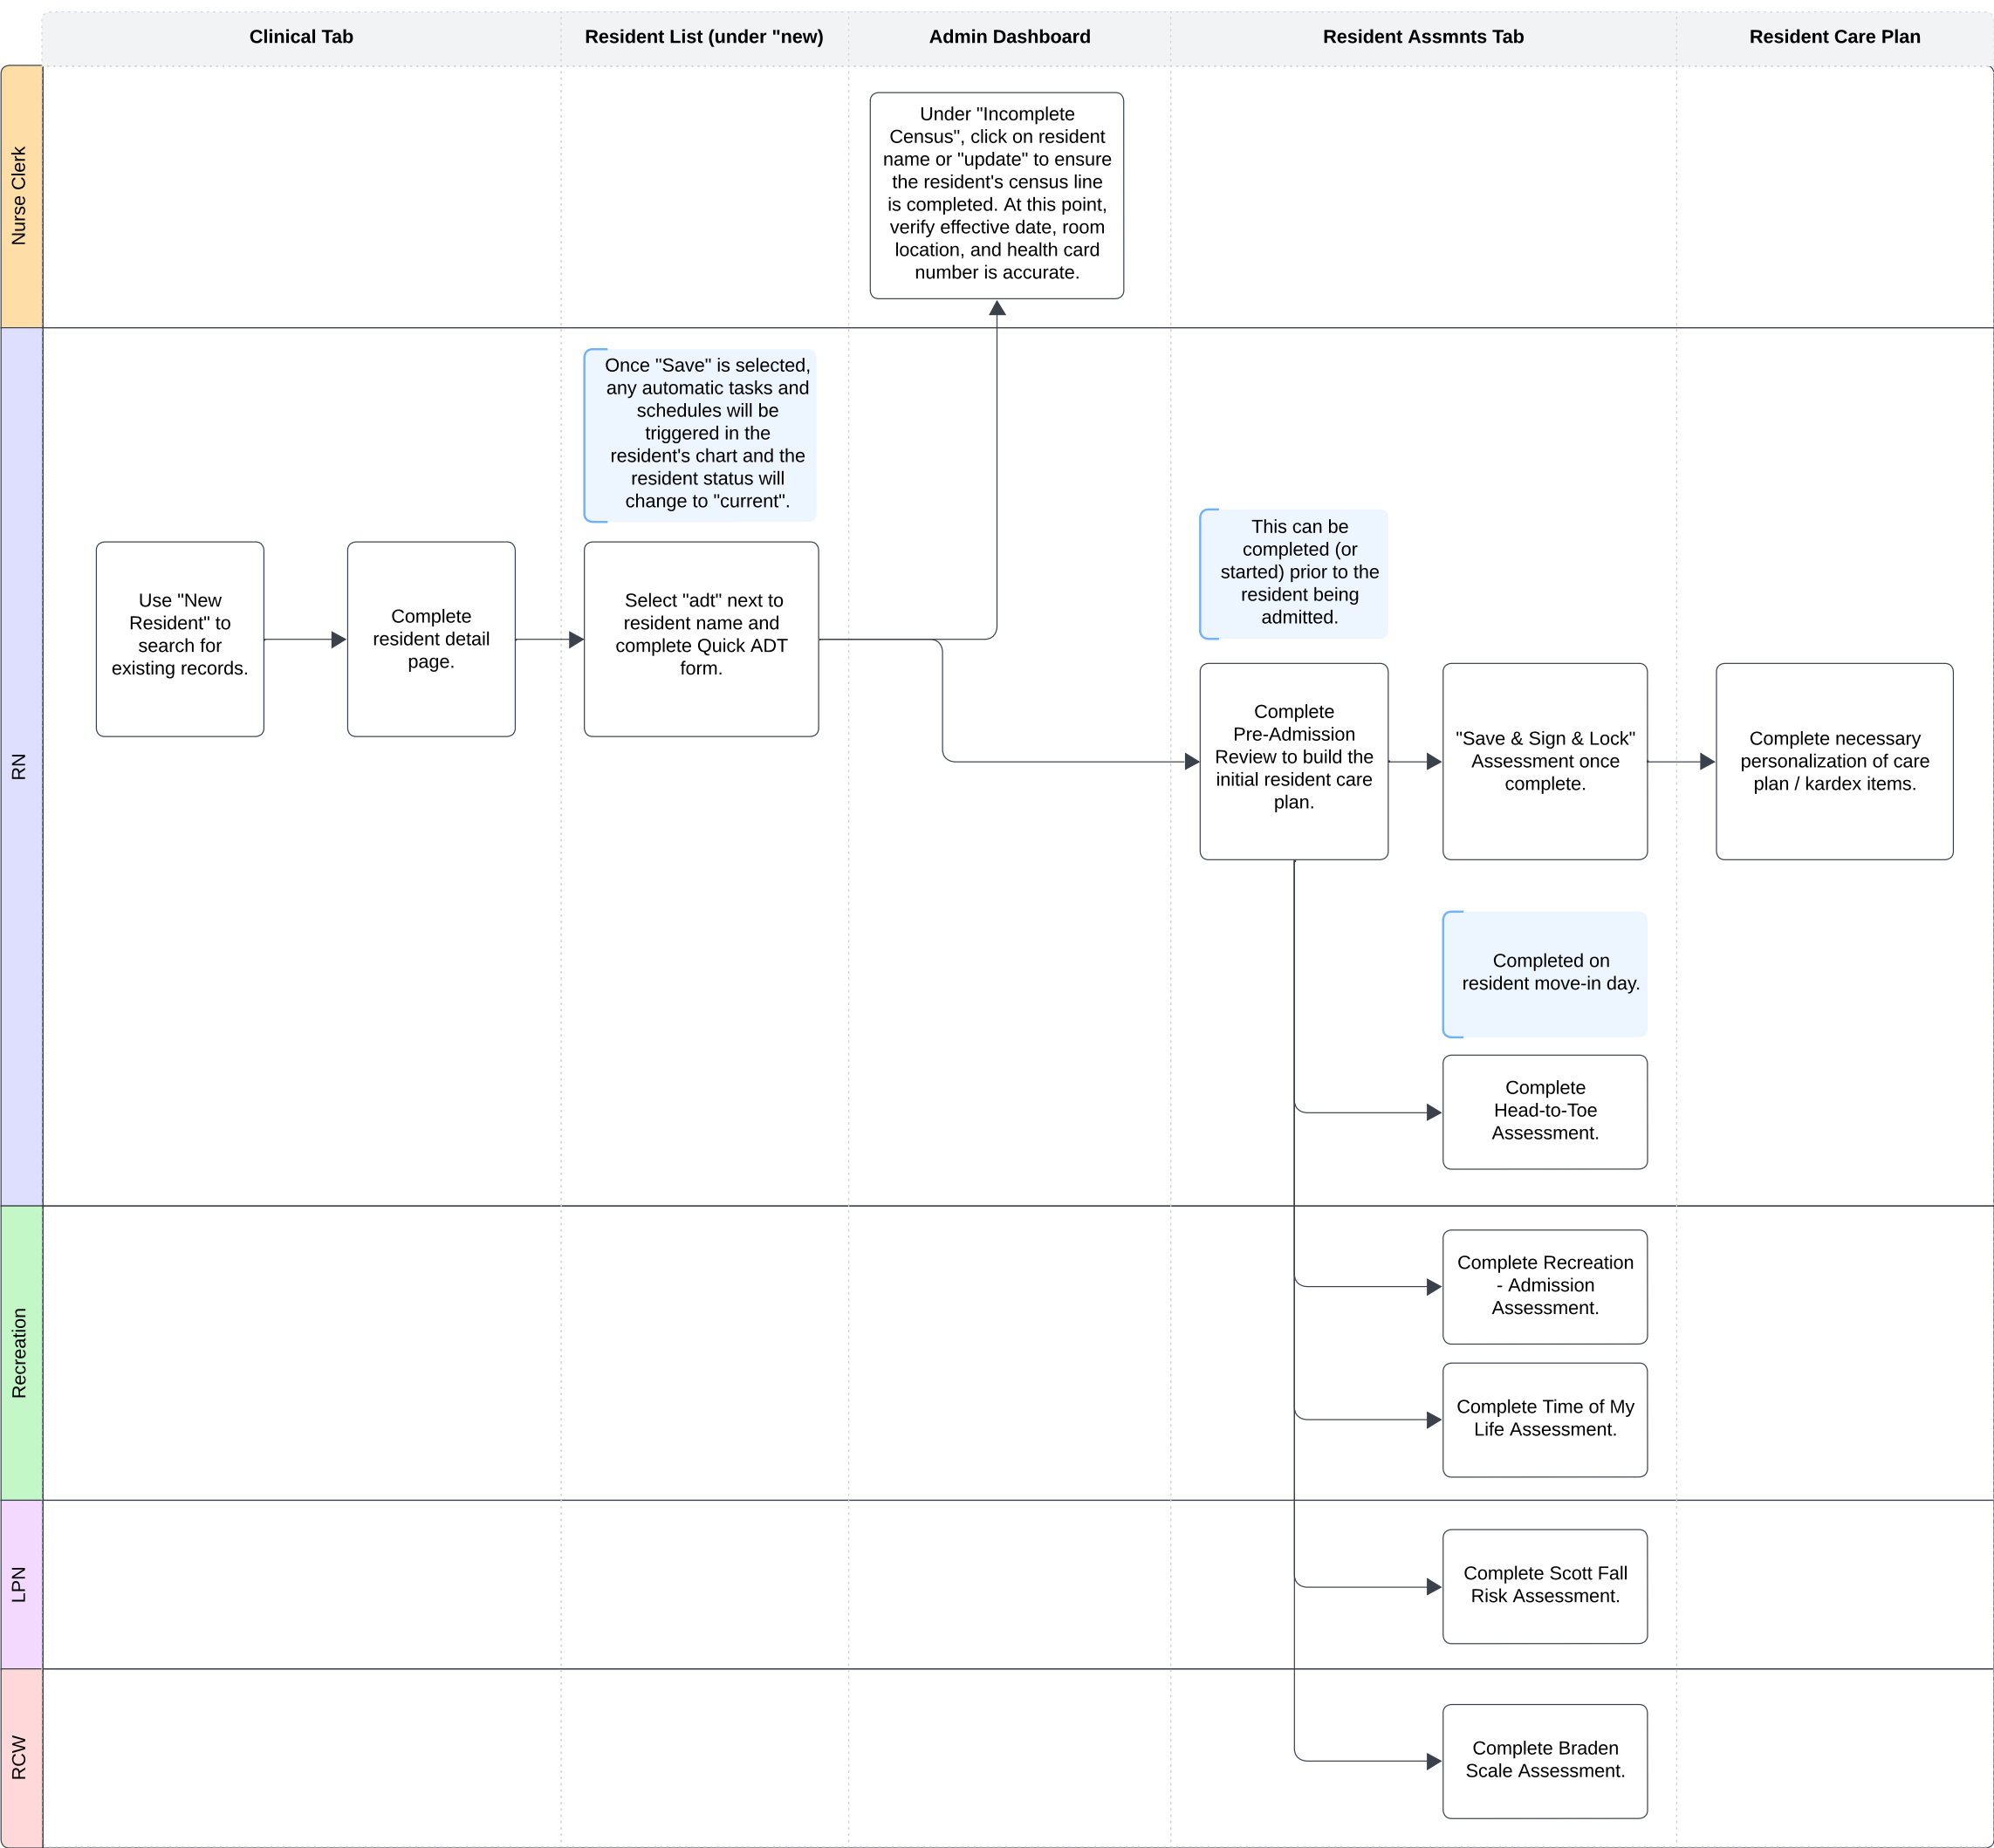 Clinical Tab
Resident List (under "new)
Admin Dashboard
Resident Assmnts Tab
Resident Care Plan
Nurse Clerk
Under "Incomplete
Census", click on resident
name or "update" to ensure
the resident's census line
is completed. At this point,
verify effective date, room
location, and health card
number is accurate.
RN
Once "Save" is selected,
any automatic tasks and
schedules will be
triggered in the
resident's chart and the
resident status will
change to "current".
Use "New
Resident" to
search for
existing records.
Complete
resident detail
page.
Select "adt" next to
resident name and
complete Quick ADT
form.
This can be
completed (or
started) prior to the
resident being
admitted.
Complete
Pre-Admission
Review to build the
initial resident care
plan.
"Save & Sign & Lock"
Assessment once
complete.
Complete necessary
personalization of care
plan / kardex items.
Completed on
resident move-in day.
Complete
Head-to-Toe
Assessment.
Recreation
Complete Recreation
- Admission
Assessment.
Complete Time of My
Life Assessment.
LPN
Complete Scott Fall
Risk Assessment.
RCW
Complete Braden
Scale Assessment.